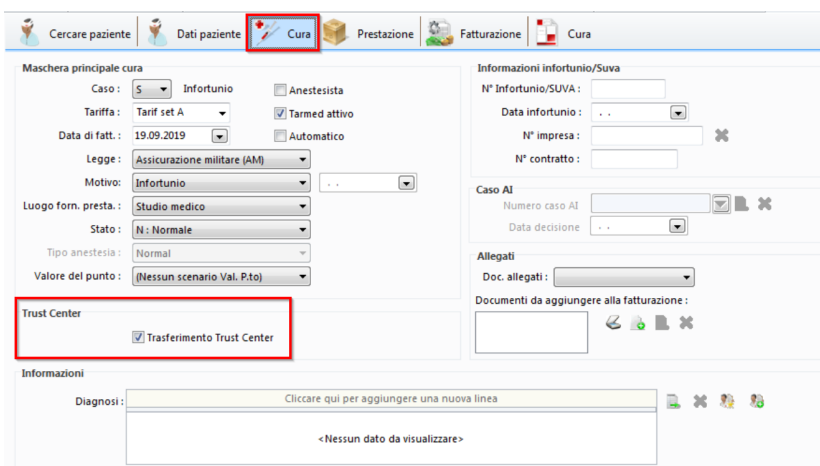 Cercare paziente Dati paziente Cura Prestazione Fatturazione Cura
Maschera principale cura
Caso : S Infortunio Anestesista
Tariffa : Tarif set A Tarmed attivo
Data di fatt. : 19.09.2019 Automatico
Legge : Assicurazione militare (AM)
Motivo: Infortunio . .
Luogo forn. presta. : Studio medico
Stato : N : Normale
Tipo anestesia : Normal
Valore del punto : (Nessun scenario Val. P.to)
Trust Center
Trasferimento Trust Center
Informazioni infortunio/Suva
N° Infortunio/SUVA :
Data infortunio : . .
N° impresa :
N° contratto :
Caso AI
Numero caso AI
Data decisione . .
Allegati
Doc. allegati :
Documenti da aggiungere alla fatturazione :
Informazioni
Diagnosi : Cliccare qui per aggiungere una nuova linea
<Nessun dato da visualizzare>